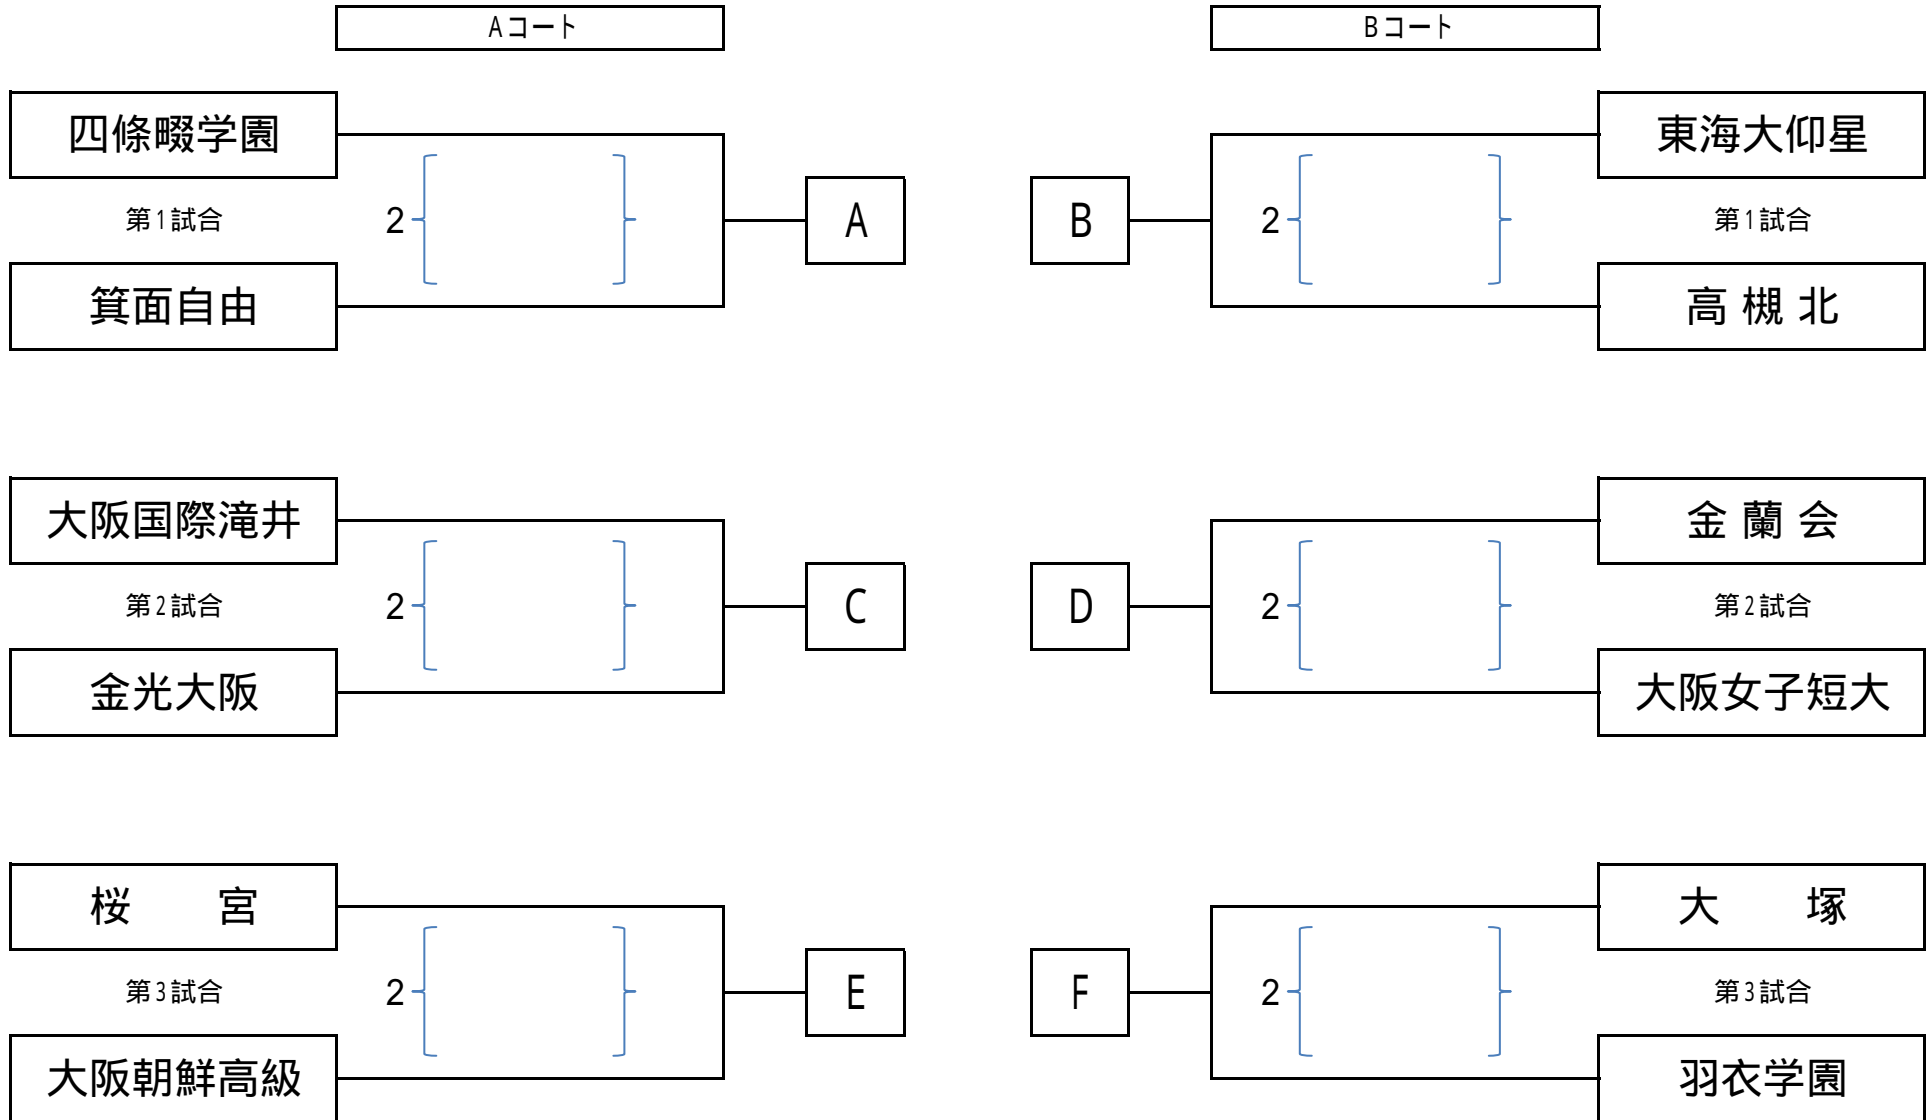 Aコート
Bコート
四條畷学園
東海大仰星
第1試合
2
A
B
2
第1試合
箕面自由
高槻北
大阪国際滝井
金蘭会
第2試合
2
C
D
2
第2試合
金光大阪
大阪女子短大
桜　宮
大　塚
第3試合
2
E
F
2
第3試合
大阪朝鮮高級
羽衣学園